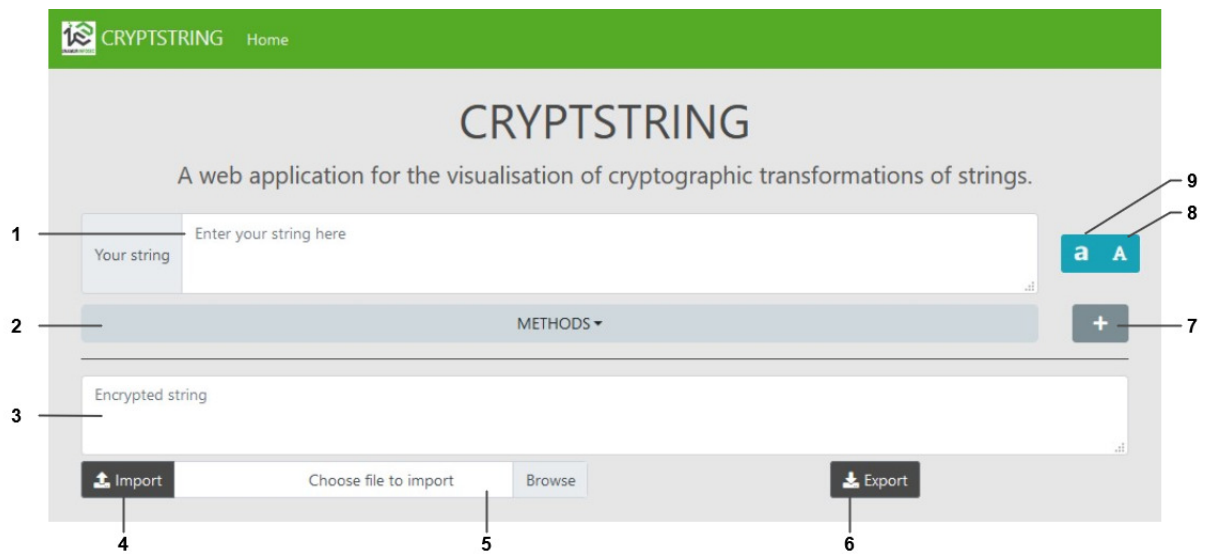 CRYPTSTRING Home
CRYPTSTRING
A web application for the visualisation of cryptographic transformations of strings.
9
8
1
Enter your string here
Your string
a A
2
METHODS
+
7
Encrypted string
3
Import Choose file to import Browse Export
4 5 6